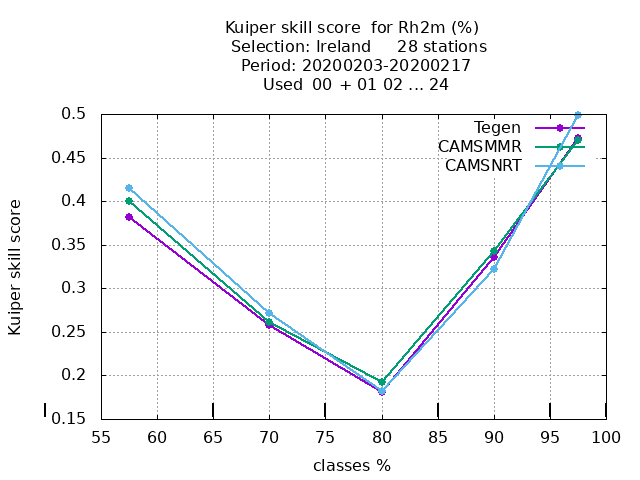 Kuiper skill score  for Rh2m (%)
Selection: Ireland     28 stations
Period: 20200203-20200217
Used  00 + 01 02 ... 24
Tegen
CAMSMMR
CAMSNRT
0.5
0.45
0.4
0.35
0.3
0.25
0.2
0.15
Kuiper skill score
55 60 65 70 75 80 85 90 95 100
classes %